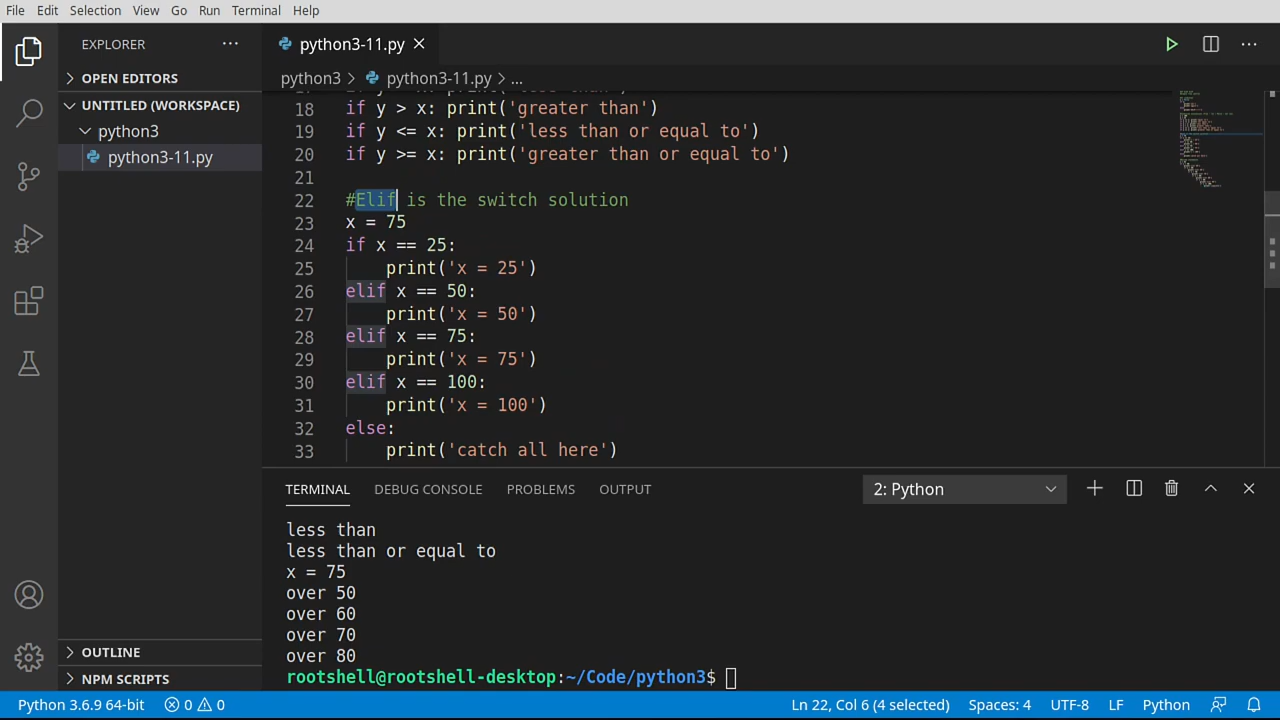 File Edit Selection View Go Run Terminal Help
EXPLORER
python3-11.py
OPEN EDITORS
python3 > python3-11.py > ...
UNTITLED (WORKSPACE)
python3
python3-11.py
18 if y > x: print('greater than')
19 if y <= x: print('less than or equal to')
20 if y >= x: print('greater than or equal to')
21
22 #Elif is the switch solution
23 x = 75
24 if x == 25:
25 print('x = 25')
26 elif x == 50:
27 print('x = 50')
28 elif x == 75:
29 print('x = 75')
30 elif x == 100:
31 print('x = 100')
32 else:
33 print('catch all here')
TERMINAL DEBUG CONSOLE PROBLEMS OUTPUT 2: Python
less than
less than or equal to
x = 75
over 50
over 60
over 70
over 80
rootshell@rootshell-desktop:~/Code/python3$
OUTLINE
NPM SCRIPTS
Python 3.6.9 64-bit 0 0 Ln 22, Col 6 (4 selected) Spaces: 4 UTF-8 LF Python